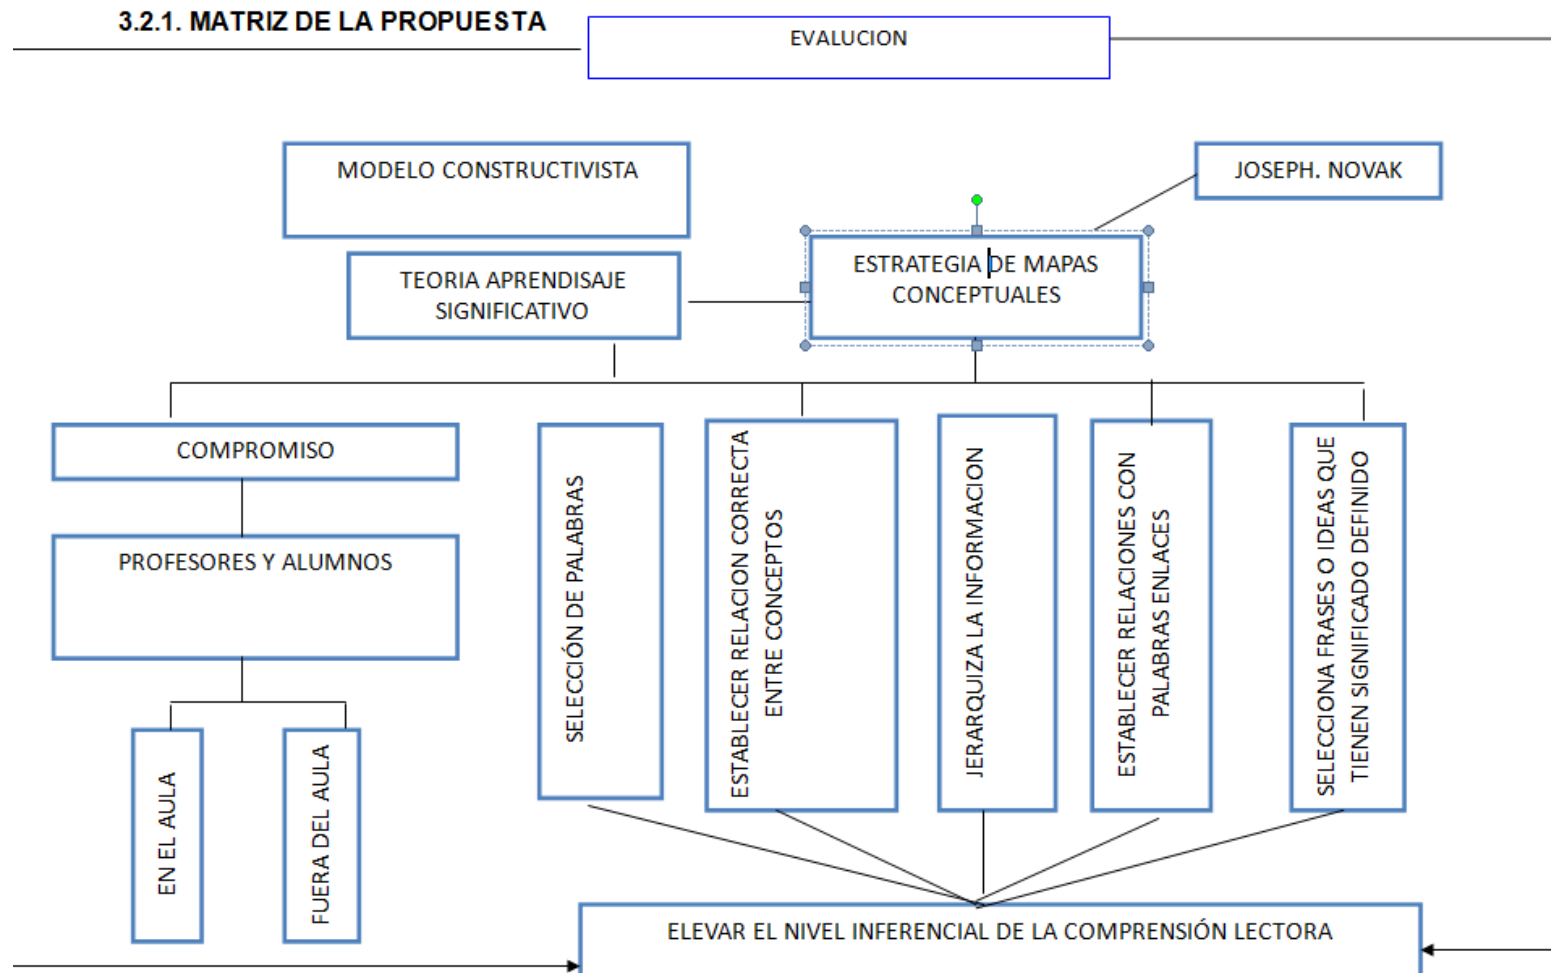 3.2.1. MATRIZ DE LA PROPUESTA
EVALUCION
MODELO CONSTRUCTIVISTA
JOSEPH. NOVAK
TEORIA APRENDISAJE
SIGNIFICATIVO
ESTRATEGIA DE MAPAS
CONCEPTUALES
COMPROMISO
PROFESORES Y ALUMNOS
EN EL AULA
FUERA DEL AULA
SELECCIÓN DE PALABRAS
ESTABLECER RELACION CORRECTA
ENTRE CONCEPTOS
JERARQUIZA LA INFORMACION
ESTABLECER RELACIONES CON
PALABRAS ENLACES
SELECCIONA FRASES O IDEAS QUE
TIENEN SIGNIFICADO DEFINIDO
ELEVAR EL NIVEL INFERENCIAL DE LA COMPRENSIÓN LECTORA